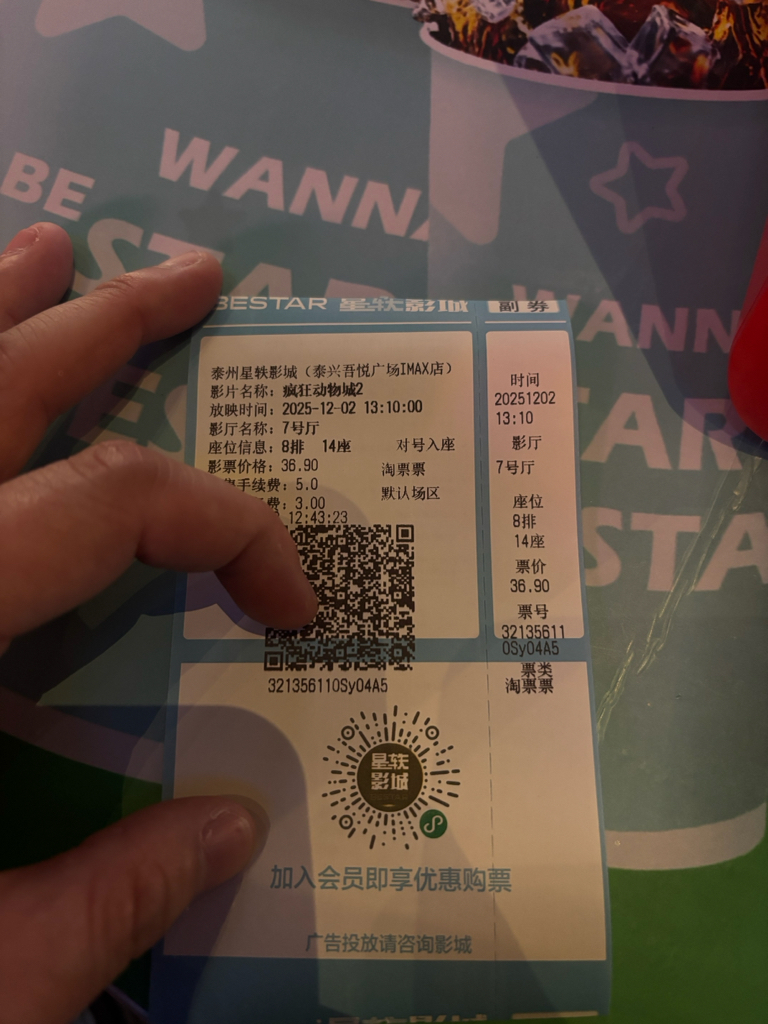 WANNA
BE
STAR
BESTAR 星轶影城
副券
泰州星轶影城（泰兴吾悦广场IMAX店）
影片名称：疯狂动物城2
放映时间：2025-12-02 13:10:00
影厅名称：7号厅
座位信息：8排 14座 对号入座
影票价格：36.90 淘票票
手续费：5.0 默认场区
费：3.00
12:43:23
321356110Sy04A5
时间
20251202
13:10
影厅
7号厅
座位
8排
14座
票价
36.90
票号
32135611
0Sy04A5
票类
淘票票
星轶
影城
加入会员即享优惠购票
广告投放请咨询影城
WANN
STAR
ES
STA